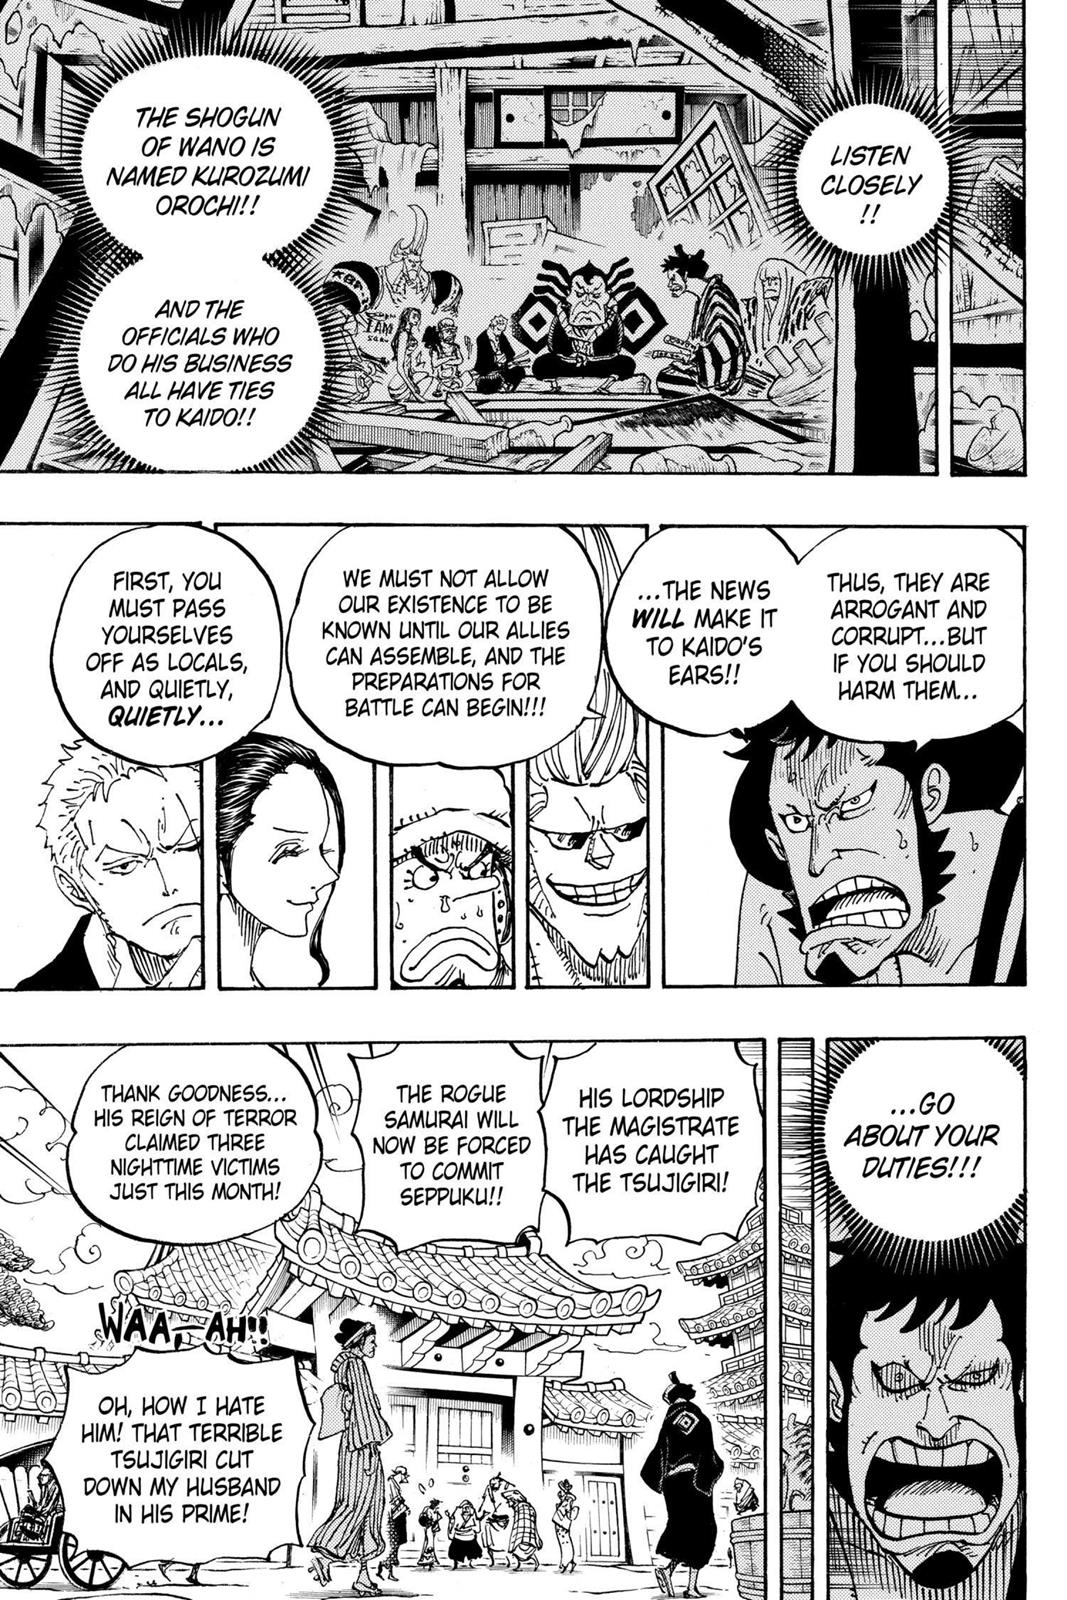 LISTEN
CLOSELY
!!
THE SHOGUN
OF WANO IS
NAMED KUROZUMI
OROCHI!!
AND THE
OFFICIALS WHO
DO HIS BUSINESS
ALL HAVE TIES
TO KAIDO!!
THUS, THEY ARE
ARROGANT AND
CORRUPT...BUT
IF YOU SHOULD
HARM THEM...
...THE NEWS
WILL MAKE IT
TO KAIDO'S
EARS!!
WE MUST NOT ALLOW
OUR EXISTENCE TO BE
KNOWN UNTIL OUR ALLIES
CAN ASSEMBLE, AND THE
PREPARATIONS FOR
BATTLE CAN BEGIN!!!
FIRST, YOU
MUST PASS
YOURSELVES
OFF AS LOCALS,
AND QUIETLY,
QUIETLY...
...GO
ABOUT YOUR
DUTIES!!!
HIS LORDSHIP
THE MAGISTRATE
HAS CAUGHT
THE TSUJIGIRI!
THE ROGUE
SAMURAI WILL
NOW BE FORCED
TO COMMIT
SEPPUKU!!
THANK GOODNESS...
HIS REIGN OF TERROR
CLAIMED THREE
NIGHTTIME VICTIMS
JUST THIS MONTH!
WAA, AH!!
OH, HOW I HATE
HIM! THAT TERRIBLE
TSUJIGIRI CUT
DOWN MY HUSBAND
IN HIS PRIME!